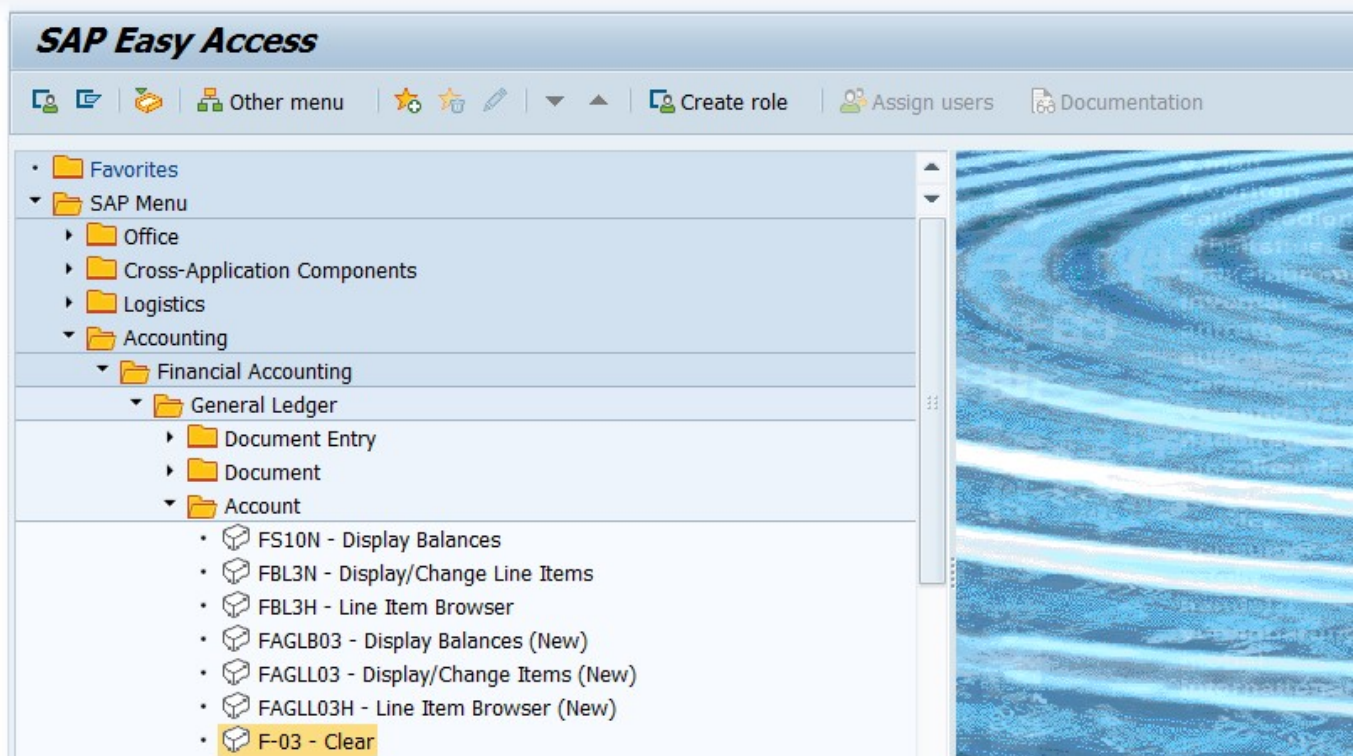 SAP Easy Access
Other menu Create role Assign users Documentation
Favorites
SAP Menu
Office
Cross-Application Components
Logistics
Accounting
Financial Accounting
General Ledger
Document Entry
Document
Account
FS10N - Display Balances
FBL3N - Display/Change Line Items
FBL3H - Line Item Browser
FAGLB03 - Display Balances (New)
FAGLL03 - Display/Change Items (New)
FAGLL03H - Line Item Browser (New)
F-03 - Clear